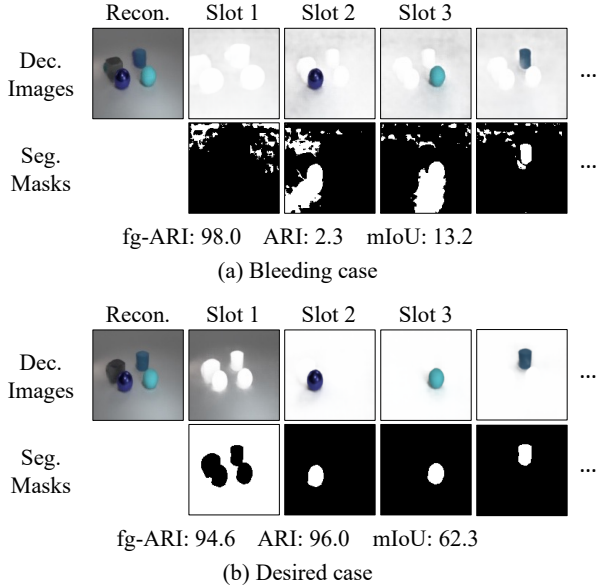 Recon. Slot 1 Slot 2 Slot 3
Dec.
Images
...
Seg.
Masks
...
fg-ARI: 98.0 ARI: 2.3 mIoU: 13.2
(a) Bleeding case
Recon. Slot 1 Slot 2 Slot 3
Dec.
Images
...
Seg.
Masks
...
fg-ARI: 94.6 ARI: 96.0 mIoU: 62.3
(b) Desired case